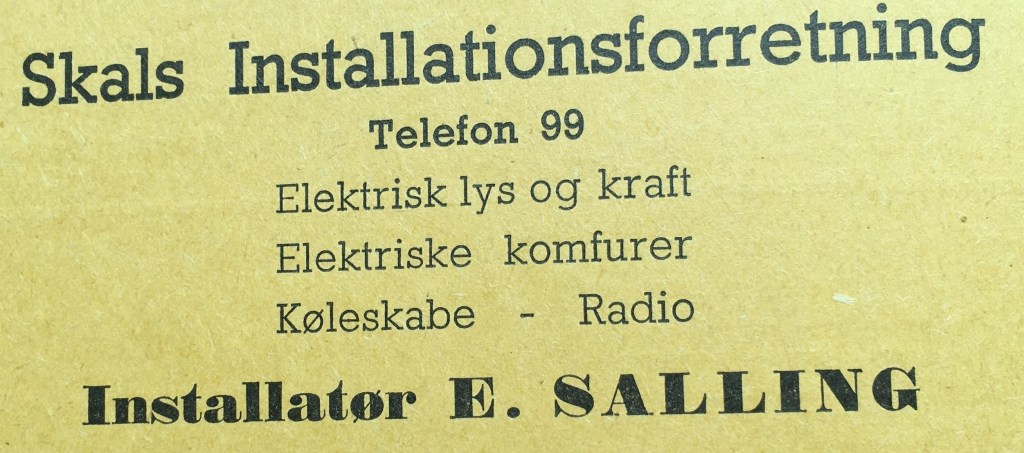 Skals Installationsforretning
Telefon 99
Elektrisk lys og kraft
Elektriske komfurer
Køleskabe - Radio
Installatør E. SALLING